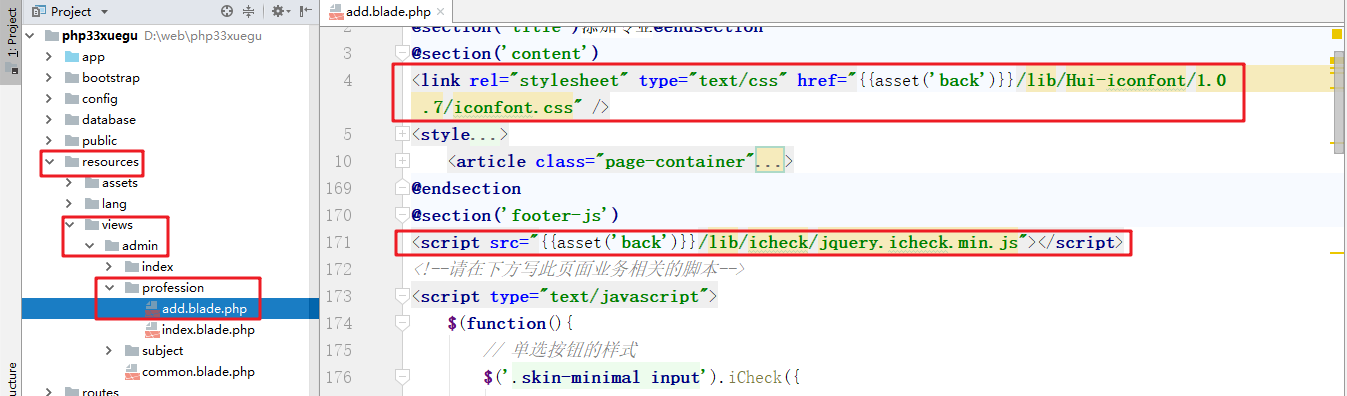 Project
add.blade.php
1: Project
php33xuegu D:\web\php33xuegu
app
bootstrap
config
database
public
resources
assets
lang
views
admin
index
profession
add.blade.php
index.blade.php
subject
common.blade.php
routes
2 @section('title')添加专业@endsection
3 @section('content')
4 <link rel="stylesheet" type="text/css" href="{{asset('back')}}/lib/Hui-iconfont/1.0
.7/iconfont.css" />
5 <style...>
10 <article class="page-container"...>
169 @endsection
170 @section('footer-js')
171 <script src="{{asset('back')}}/lib/icheck/jquery.icheck.min.js"></script>
172 <!--请在下方写此页面业务相关的脚本-->
173 <script type="text/javascript">
174 $(function(){
175 // 单选按钮的样式
176 $('.skin-minimal input').iCheck({
ucture